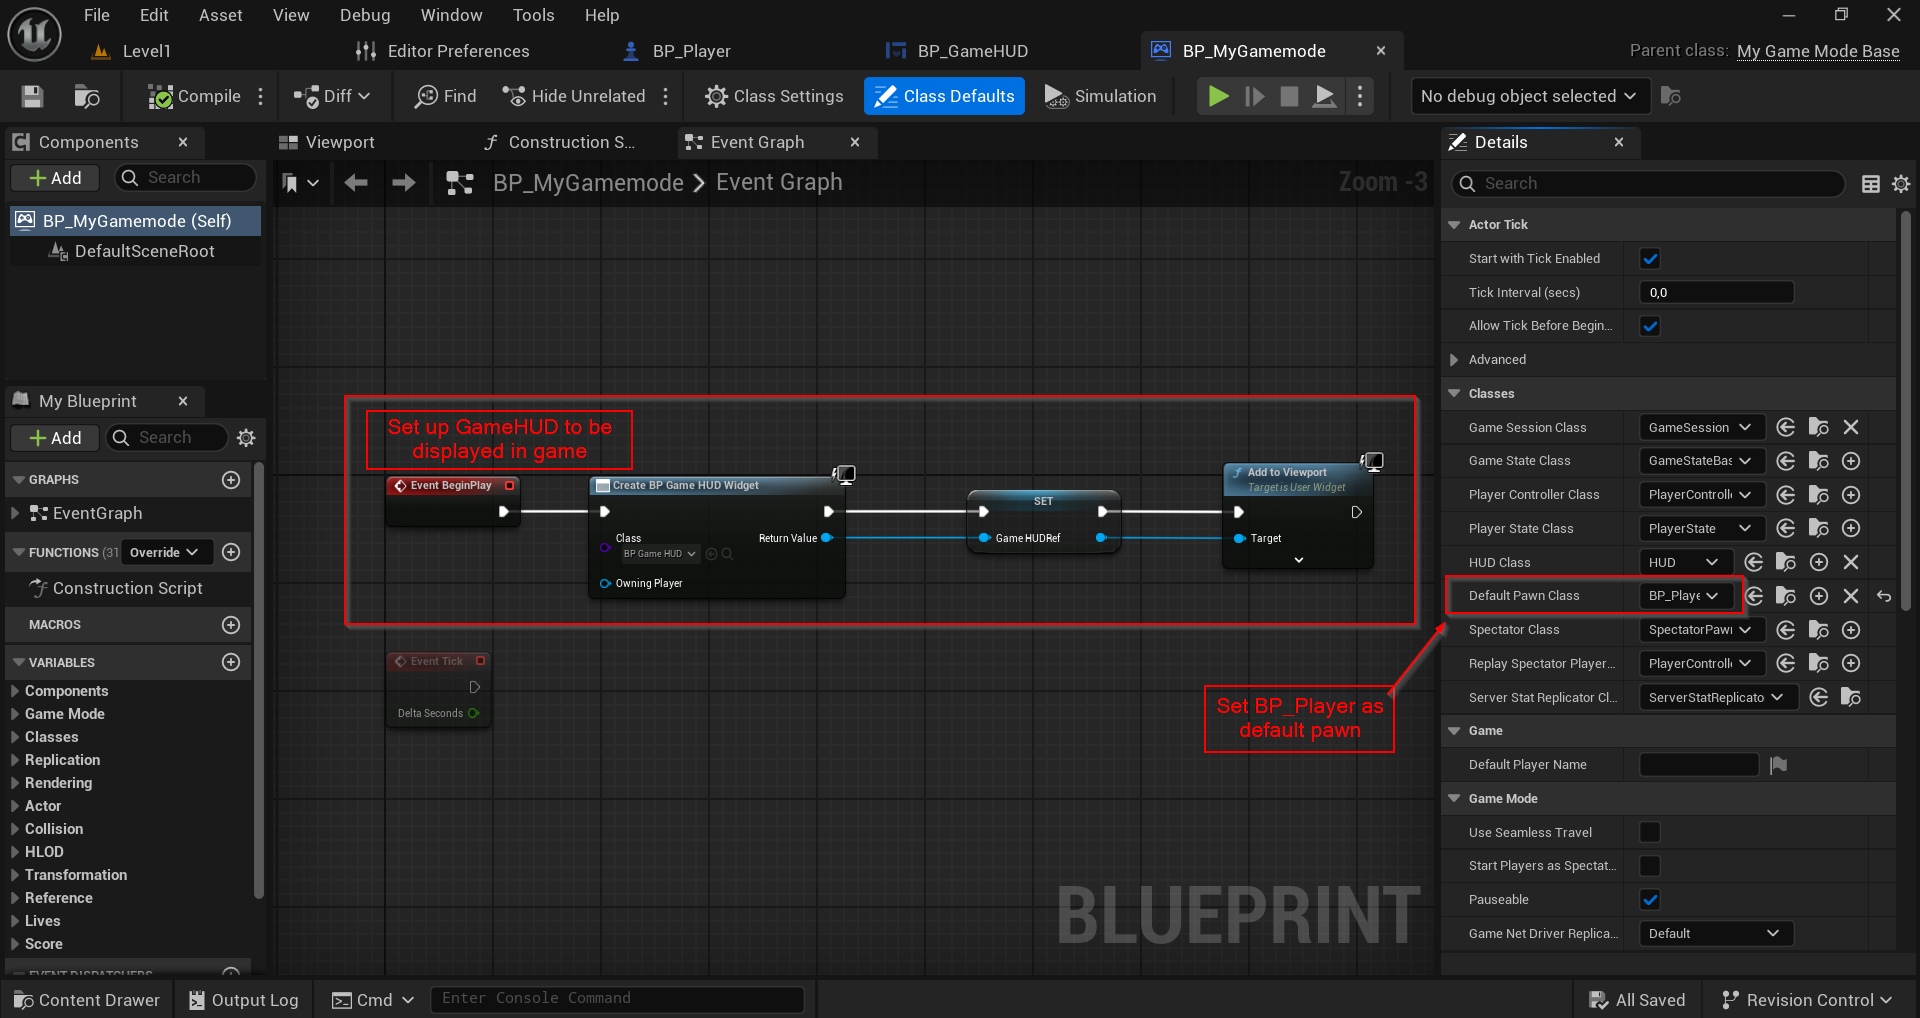 File Edit Asset View Debug Window Tools Help
Level1 Editor Preferences BP_Player BP_GameHUD BP_MyGamemode Parent class: My Game Mode Base
Compile Diff Find Hide Unrelated Class Settings Class Defaults Simulation No debug object selected
Components
Add Search
BP_MyGamemode (Self)
DefaultSceneRoot
My Blueprint
Add Search
GRAPHS
EventGraph
FUNCTIONS (31 Override
Construction Script
MACROS
VARIABLES
Components
Game Mode
Classes
Replication
Rendering
Actor
Collision
HLOD
Transformation
Reference
Lives
Score
EVENT DISPATCHERS
Viewport Construction S... Event Graph
BP_MyGamemode > Event Graph Zoom -3
Set up GameHUD to be
displayed in game
Event BeginPlay
Create BP Game HUD Widget
Class
BP Game HUD
Return Value
Owning Player
SET
Game HUDRef
Add to Viewport
Target is User Widget
Target
Event Tick
Delta Seconds
Set BP_Player as
default pawn
BLUEPRINT
Details
Search
Actor Tick
Start with Tick Enabled
Tick Interval (secs) 0,0
Allow Tick Before Begin...
Advanced
Classes
Game Session Class GameSession
Game State Class GameStateBas
Player Controller Class PlayerControlle
Player State Class PlayerState
HUD Class HUD
Default Pawn Class BP_Playe
Spectator Class SpectatorPawn
Replay Spectator Player... PlayerControlle
Server Stat Replicator Cl... ServerStatReplicato
Game
Default Player Name
Game Mode
Use Seamless Travel
Start Players as Spectat...
Pauseable
Game Net Driver Replica... Default
Content Drawer Output Log Cmd Enter Console Command All Saved Revision Control